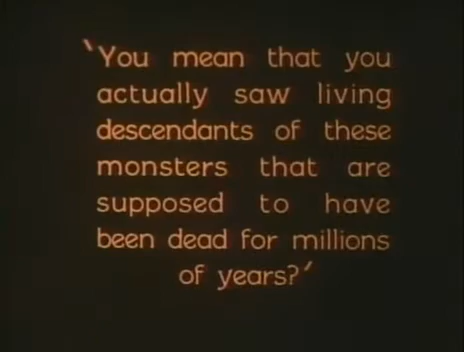 ‘You mean that you
actually saw living
descendants of these
monsters that are
supposed to have
been dead for millions
of years?’